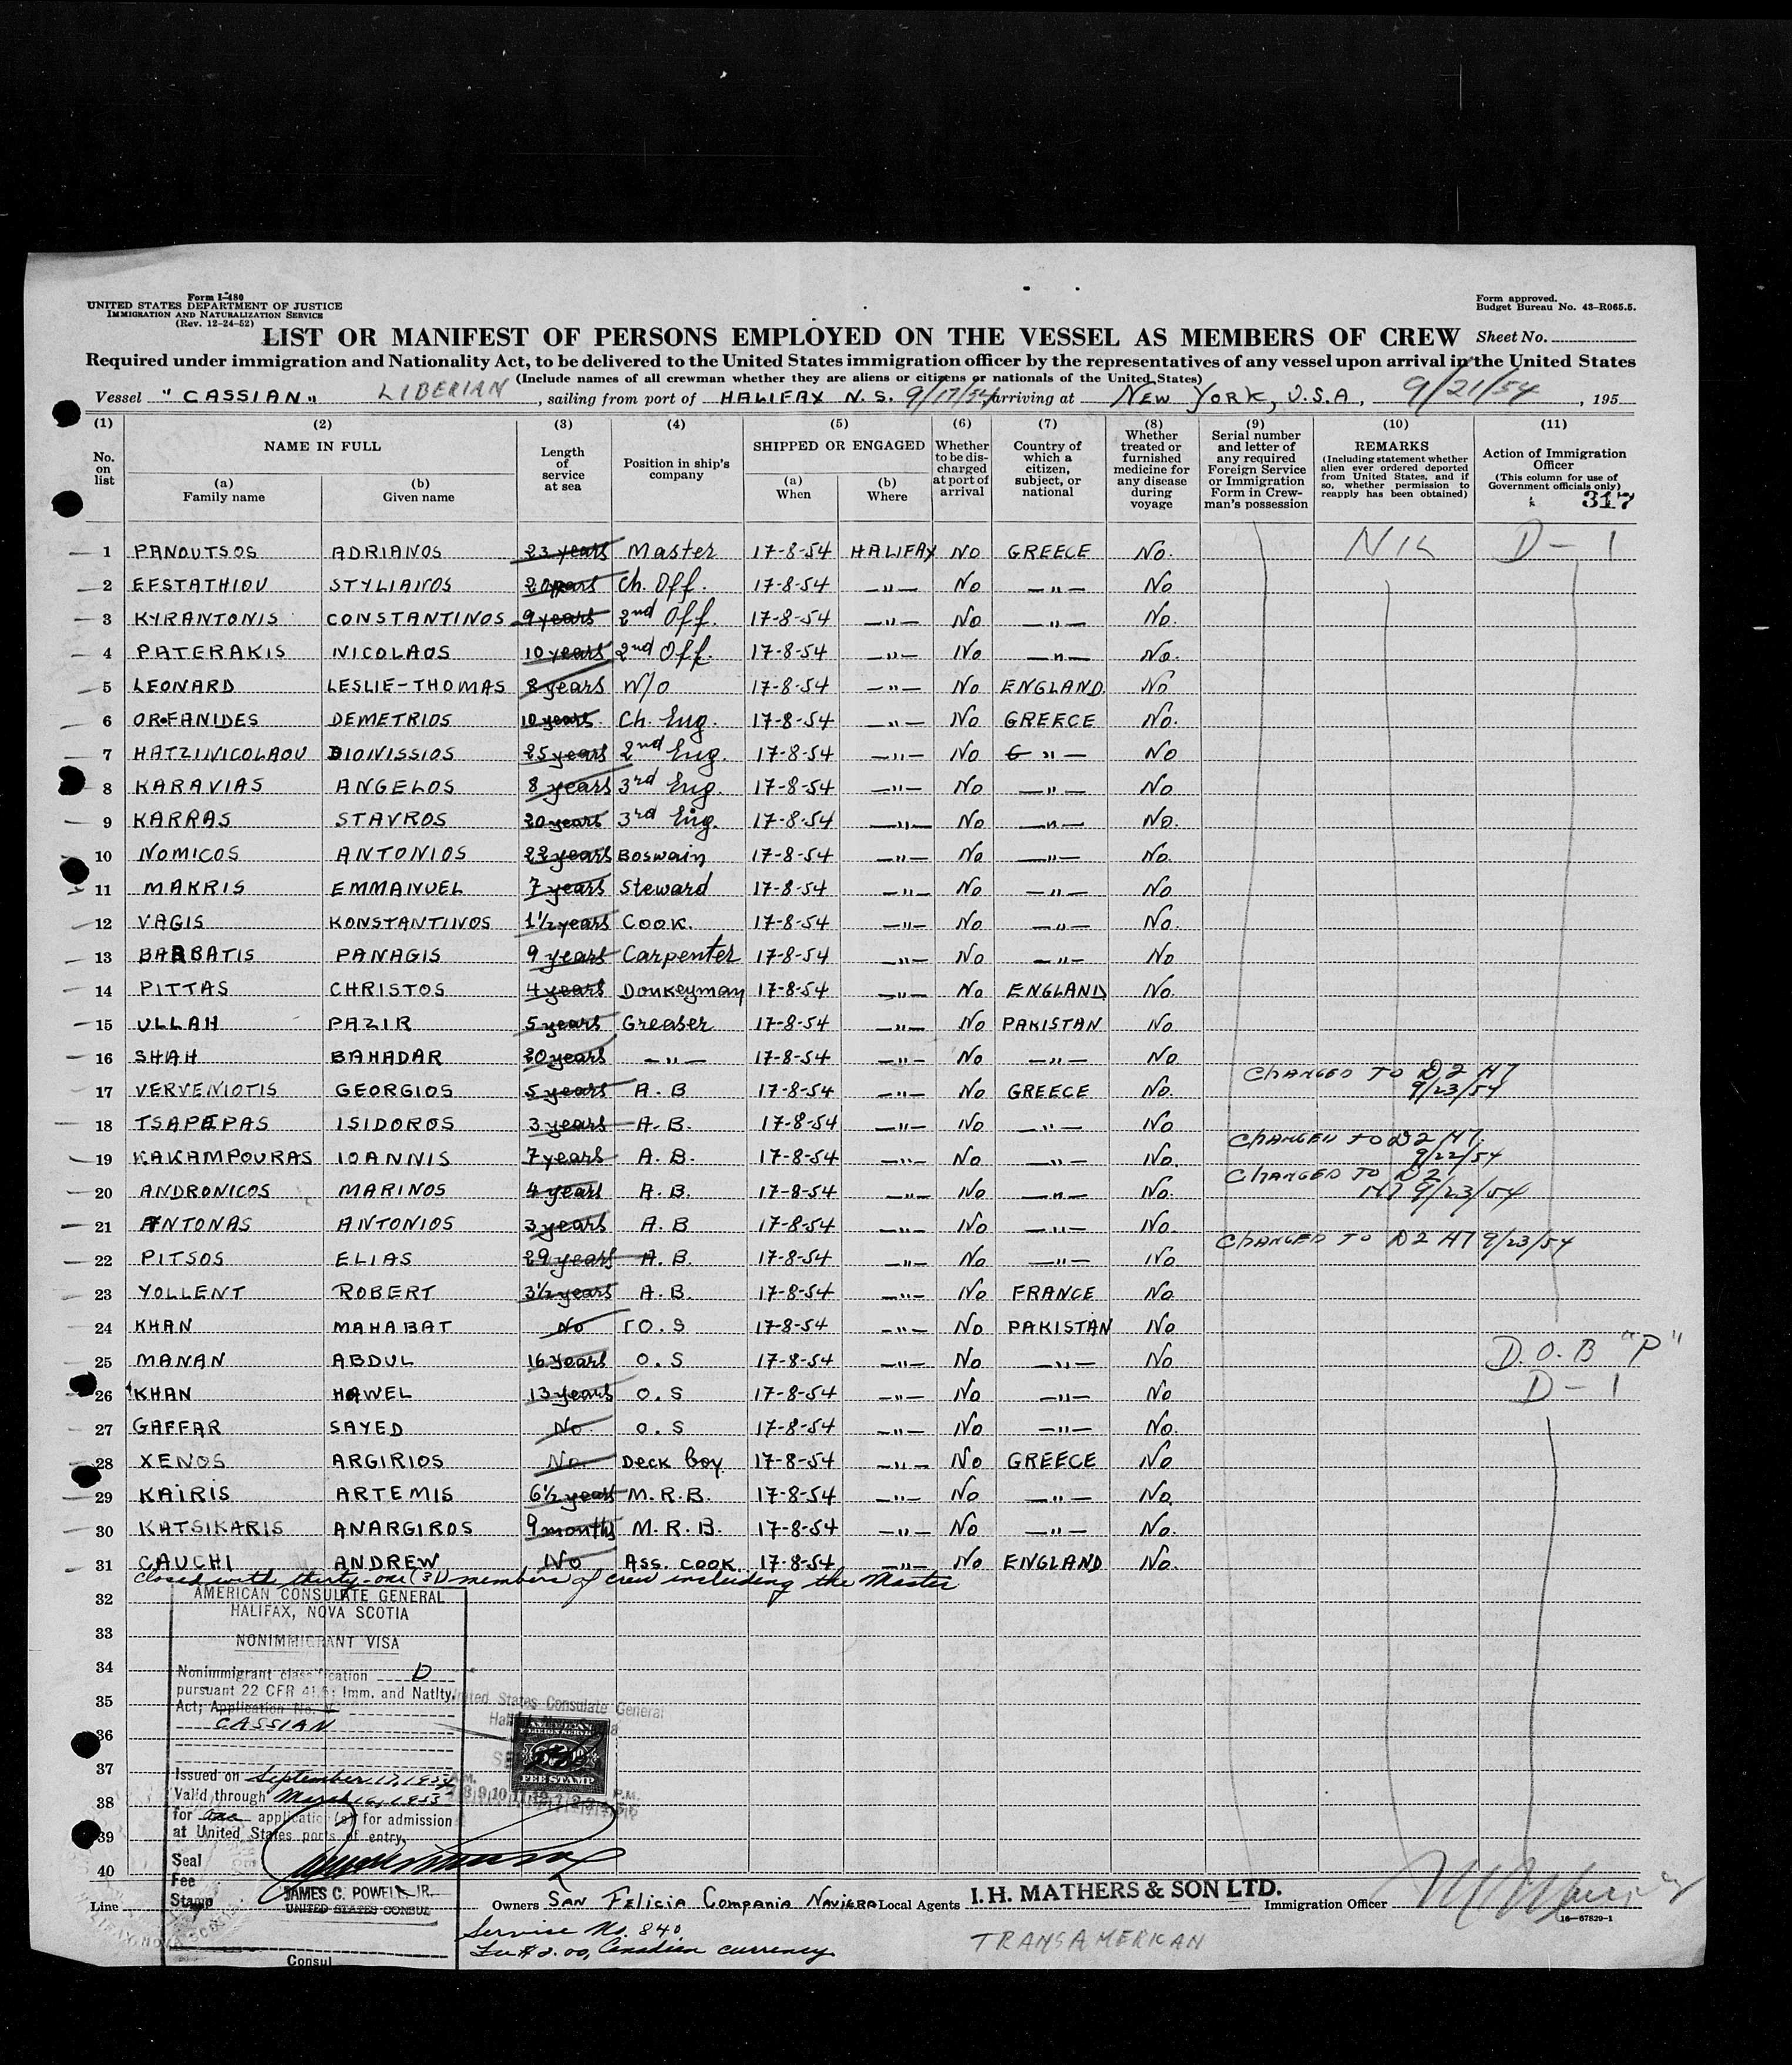 Form I-480
UNITED STATES DEPARTMENT OF JUSTICE
IMMIGRATION AND NATURALIZATION SERVICE
(Rev. 12-24-52)
Form approved.
Budget Bureau No. 43-R065.5.
LIST OR MANIFEST OF PERSONS EMPLOYED ON THE VESSEL AS MEMBERS OF CREW Sheet No.
Required under immigration and Nationality Act, to be delivered to the United States immigration officer by the representatives of any vessel upon arrival in the United States
(Include names of all crewman whether they are aliens or citizens or nationals of the United States)
Vessel "CASSIAN" LIBERIAN, sailing from port of HALIFAX N.S. 9/17/54 arriving at NEW YORK, U.S.A, 9/21/54, 195
(1) (2) (3) (4) (5) (6) (7) (8) (9) (10) (11)
No. on list
NAME IN FULL
(a) Family name
(b) Given name
Length of service at sea
Position in ship's company
SHIPPED OR ENGAGED
(a) When
(b) Where
Whether to be discharged at port of arrival
Country of which a citizen, subject, or national
Whether treated or furnished medicine for any disease during voyage
Serial number and letter of any required Foreign Service or Immigration Form in Crewman's possession
REMARKS
(Including statement whether alien ever ordered deported from United States, and if so, whether permission to reapply has been obtained)
Action of Immigration Officer
(This column for use of Government officials only)
317
1 PANOUTSOS ADRIANOS 23 years Master 17-8-54 HALIFAX NO GREECE No. NIL D-1
2 EFSTATHIOU STYLIANOS 20 years Ch. Off. 17-8-54 -"- No -"- No
3 KYRANTONIS CONSTANTINOS 9 years 2nd Off. 17-8-54 -"- No -"- No.
4 PATERAKIS NICOLAOS 10 years 2nd Off. 17-8-54 -"- No -"- No.
5 LEONARD LESLIE-THOMAS 8 years W/o 17-8-54 -"- No ENGLAND No
6 ORFANIDES DEMETRIOS 10 years Ch. Eng. 17-8-54 -"- No GREECE No.
7 HATZINICOLAOU DIONISSIOS 25 years 2nd Eng. 17-8-54 -"- No G -"- No
8 KARAVIAS ANGELOS 8 years 3rd Eng. 17-8-54 -"- No -"- No
9 KARRAS STAVROS 20 years 3rd Eng. 17-8-54 -"- No -"- No.
10 NOMICOS ANTONIOS 22 years Boswain 17-8-54 -"- No -"- No.
11 MAKRIS EMMANUEL 7 years Steward 17-8-54 -"- No -"- No
12 VAGIS KONSTANTINOS 1½ years Cook. 17-8-54 -"- No -"- No.
13 BARBATIS PANAGIS 9 years Carpenter 17-8-54 -"- No -"- No
14 PITTAS CHRISTOS 4 years Donkeyman 17-8-54 -"- No ENGLAND No.
15 ULLAH PAZIR 5 years Greaser 17-8-54 -"- No PAKISTAN No.
16 SHAH BAHADAR 20 years -"- 17-8-54 -"- No -"- No
CHANGED TO D2 HT 9/23/54
17 VERVENIOTIS GEORGIOS 5 years A.B 17-8-54 -"- No GREECE No.
18 TSAPEPAS ISIDOROS 3 years A.B. 17-8-54 -"- No -"- No
CHANGED TO D2 HT 9/22/54
19 KAKAMPOURAS IOANNIS 7 years A.B. 17-8-54 -"- No -"- No.
CHANGED TO D2 HT 9/23/54
20 ANDRONICOS MARINOS 4 years A.B. 17-8-54 -"- No -"- No.
21 ANTONAS ANTONIOS 3 years A.B 17-8-54 -"- No -"- No.
CHANGED TO D2 HT 9/23/54
22 PITSOS ELIAS 29 years A.B. 17-8-54 -"- No -"- No.
23 YOLLENT ROBERT 3½ years A.B. 17-8-54 -"- No FRANCE No.
24 KHAN MAHABAT No O.S 17-8-54 -"- No PAKISTAN No
25 MANAN ABDUL 16 years O.S 17-8-54 -"- No -"- No D.O.B "P"
26 KHAN HAWEL 13 years O.S 17-8-54 -"- No -"- No D-1
27 GAFFAR SAYED No. O.S 17-8-54 -"- No -"- No.
28 XENOS ARGIRIOS No. Deck boy. 17-8-54 -"- No GREECE No
29 KAIRIS ARTEMIS 6½ years M.R.B. 17-8-54 -"- No -"- No.
30 KATSIKARIS ANARGIROS 9 months M.R.B. 17-8-54 -"- No -"- No.
31 CAUCHI ANDREW No Ass. cook 17-8-54 -"- No ENGLAND No.
Closed with thirty-one (31) members of crew including the Master
32
33
34
35
36
37
38
39
40
AMERICAN CONSULATE GENERAL
HALIFAX, NOVA SCOTIA
NONIMMIGRANT VISA
Nonimmigrant classification D
pursuant 22 CFR 41.5; Imm. and Natlty.
Act; Application No. V
CASSIAN
Issued on September 17, 1954
Valid through March 16, 1955
for one application(s) for admission
at United States ports of entry.
Seal
Fee
Stamp
JAMES C. POWELL JR.
UNITED STATES CONSUL
Consul
United States Consulate General
AMERICAN
FOREIGN SERVICE
FEE STAMP
P.M.
Line
Owners SAN FELICIA COMPANIA NAVIERA Local Agents I.H. MATHERS & SON LTD. Immigration Officer
16-67829-1
Service No. 840
Fee $2.00, Canadian currency
TRANSAMERICAN